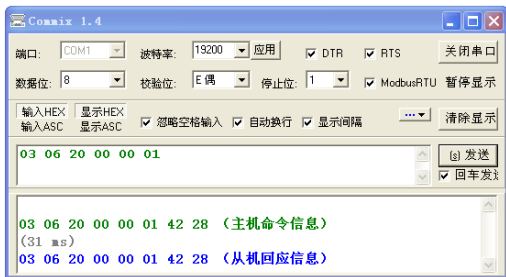 Commix 1.4
端口: COM1 波特率: 19200 应用 DTR RTS 关闭串口
数据位: 8 校验位: E 偶 停止位: 1 ModbusRTU 暂停显示
输入HEX 显示HEX
输入ASC 显示ASC 忽略空格输入 自动换行 显示间隔 ... 清除显示
03 06 20 00 00 01 (s) 发送
回车发送
03 06 20 00 00 01 42 28 （主机命令信息）
(31 ms)
03 06 20 00 00 01 42 28 （从机回应信息）